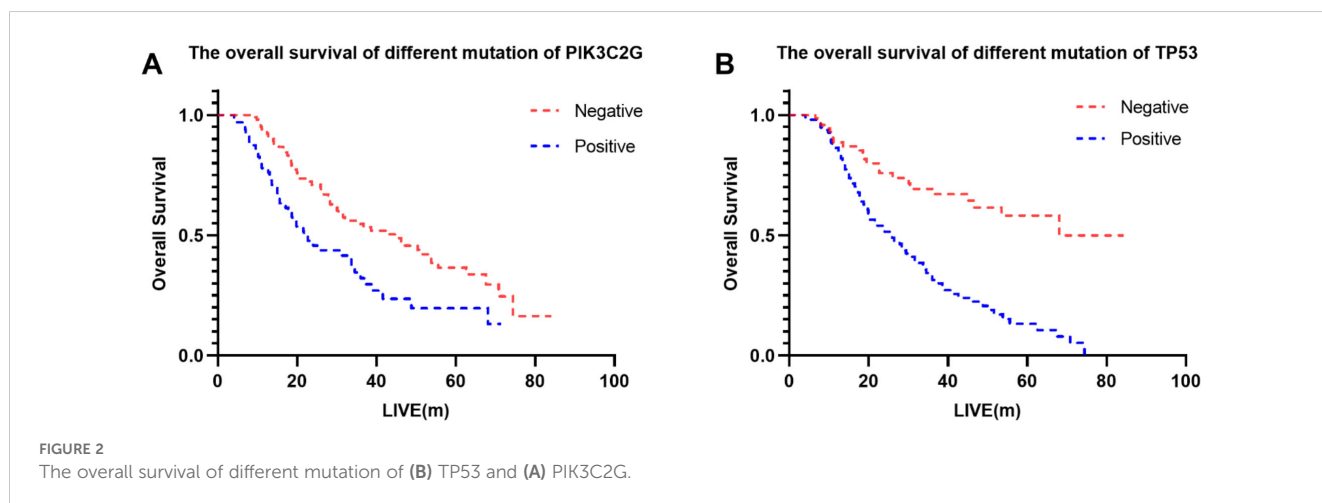 A The overall survival of different mutation of PIK3C2G
1.0
0.5
0.0
Overall Survival
Negative
Positive
0 20 40 60 80 100
LIVE(m)
B The overall survival of different mutation of TP53
1.0
0.5
0.0
Overall Survival
Negative
Positive
0 20 40 60 80 100
LIVE(m)
FIGURE 2
The overall survival of different mutation of (B) TP53 and (A) PIK3C2G.